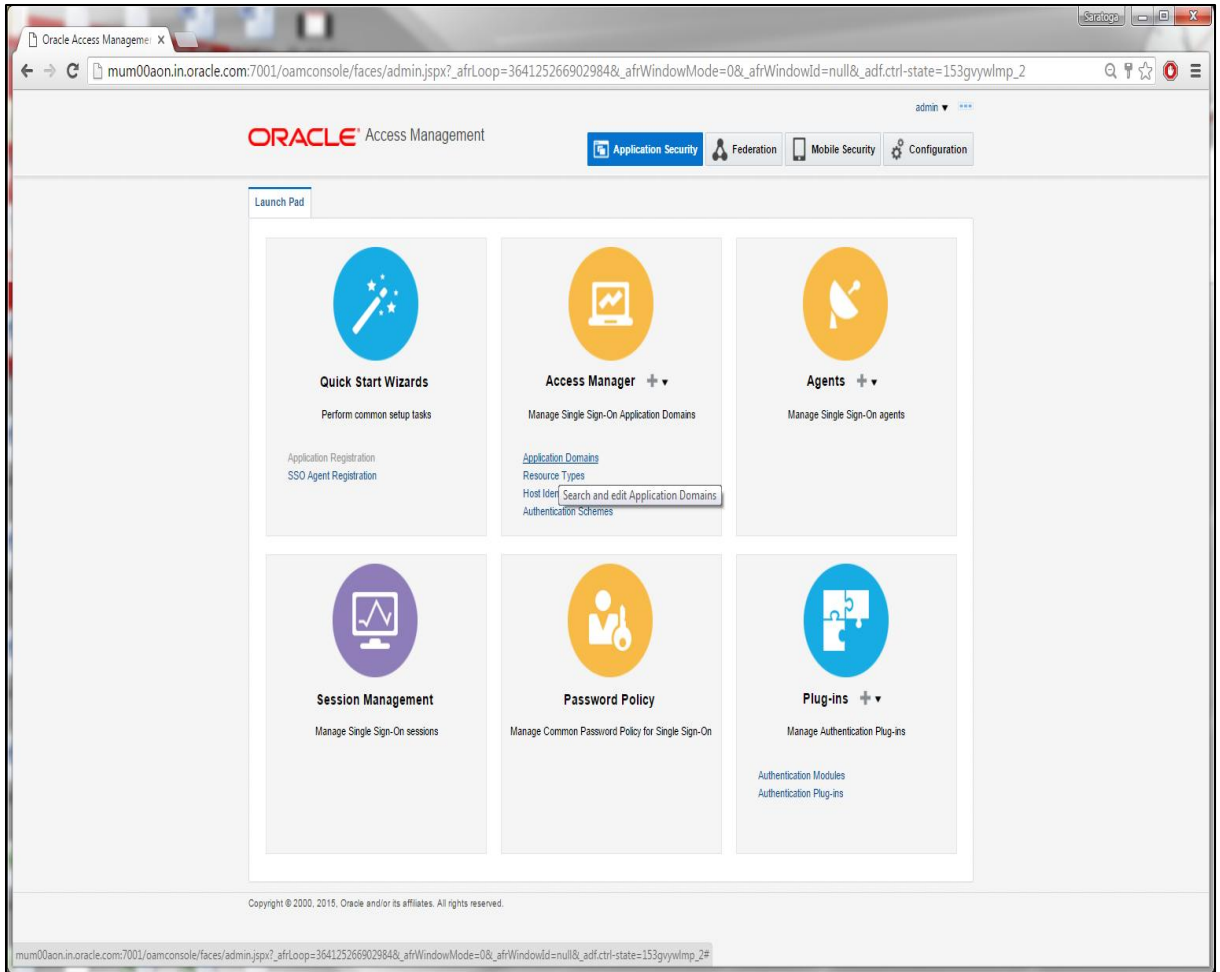 Saratoga
Oracle Access Managemer
mum00aon.in.oracle.com:7001/oamconsole/faces/admin.jspx?_afrLoop=364125266902984&_afrWindowMode=0&_afrWindowId=null&_adf.ctrl-state=153gvywlmp_2
admin
ORACLE Access Management
Application Security
Federation
Mobile Security
Configuration
Launch Pad
Quick Start Wizards
Perform common setup tasks
Application Registration
SSO Agent Registration
Access Manager
Manage Single Sign-On Application Domains
Application Domains
Resource Types
Host Iden
Search and edit Application Domains
Authentication Schemes
Agents
Manage Single Sign-On agents
Session Management
Manage Single Sign-On sessions
Password Policy
Manage Common Password Policy for Single Sign-On
Plug-ins
Manage Authentication Plug-ins
Authentication Modules
Authentication Plug-ins
Copyright © 2000, 2015, Oracle and/or its affiliates. All rights reserved.
mum00aon.in.oracle.com:7001/oamconsole/faces/admin.jspx?_afrLoop=364125266902984&_afrWindowMode=0&_afrWindowId=null&_adf.ctrl-state=153gvywlmp_2#